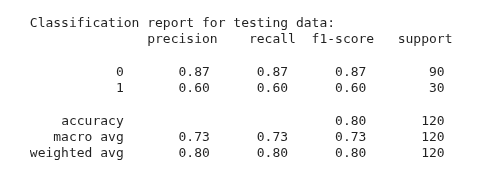 Classification report for testing data:
precision recall f1-score support
0 0.87 0.87 0.87 90
1 0.60 0.60 0.60 30
accuracy 0.80 120
macro avg 0.73 0.73 0.73 120
weighted avg 0.80 0.80 0.80 120